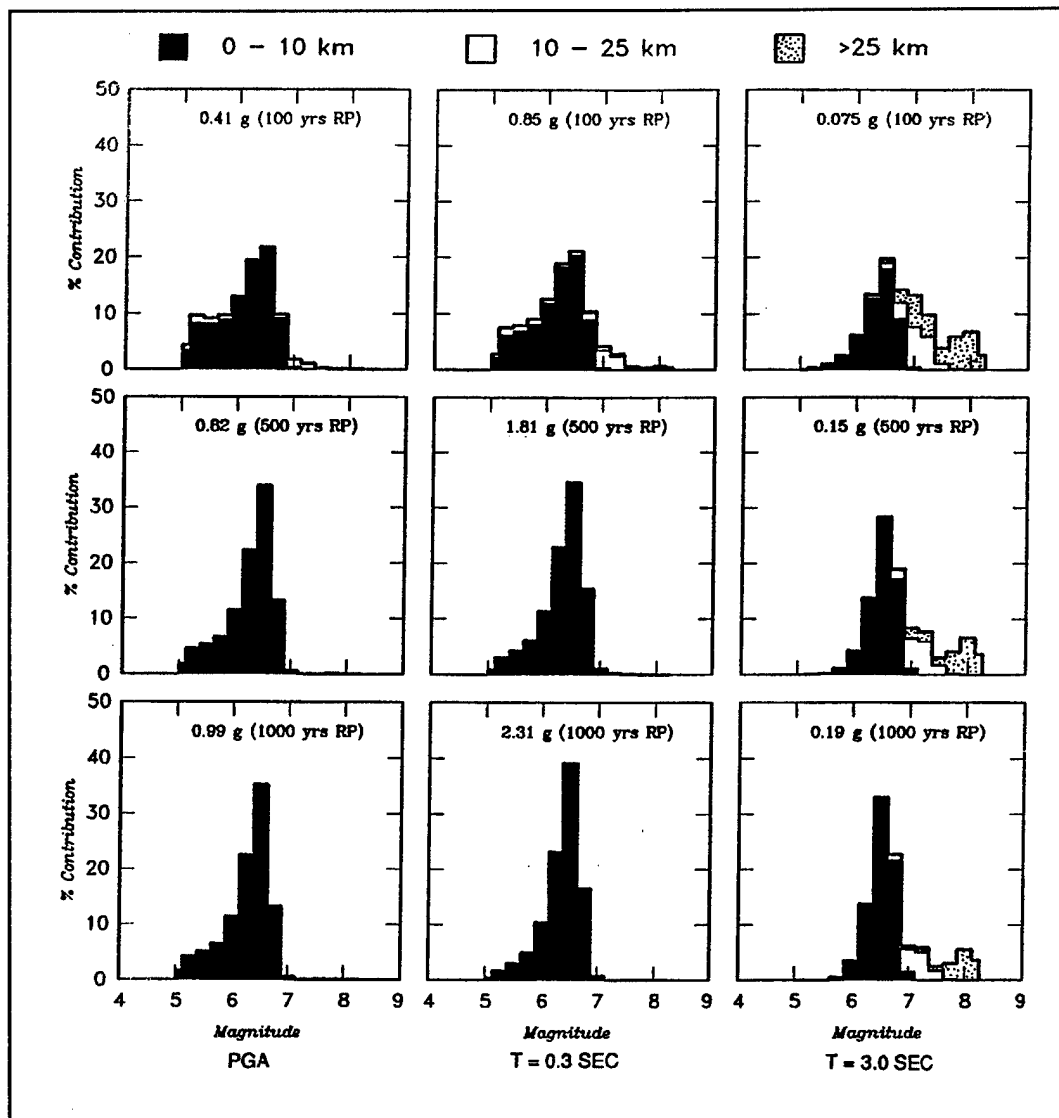 0 - 10 km
10 - 25 km
>25 km
50
40
30
20
10
0
% Contribution
0.41 g (100 yrs RP)
0.85 g (100 yrs RP)
0.075 g (100 yrs RP)
50
40
30
20
10
0
% Contribution
0.82 g (500 yrs RP)
1.81 g (500 yrs RP)
0.15 g (500 yrs RP)
50
40
30
20
10
0
% Contribution
0.99 g (1000 yrs RP)
2.31 g (1000 yrs RP)
0.19 g (1000 yrs RP)
4 5 6 7 8 9
4 5 6 7 8 9
4 5 6 7 8 9
Magnitude
Magnitude
Magnitude
PGA
T = 0.3 SEC
T = 3.0 SEC